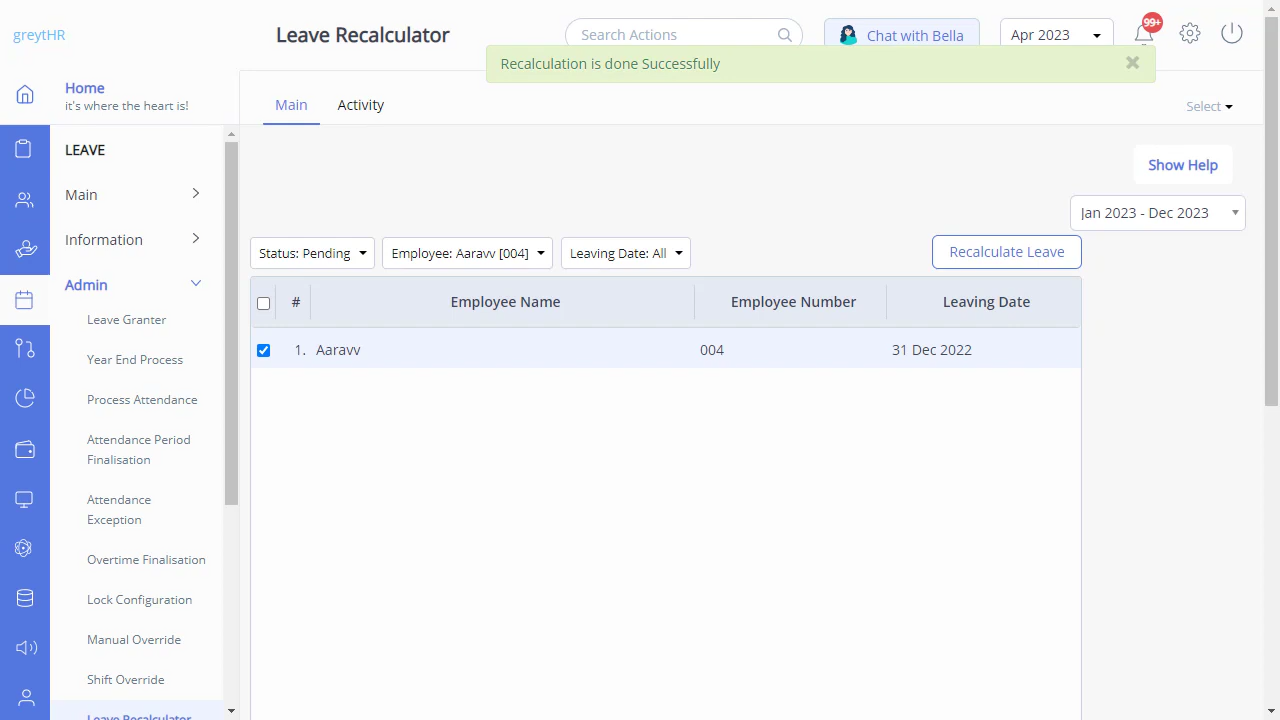 greytHR
Leave Recalculator
Search Actions
Chat with Bella
Apr 2023
99+
Recalculation is done Successfully
Home
it's where the heart is!
Main
Activity
Select
LEAVE
Main
Information
Admin
Leave Granter
Year End Process
Process Attendance
Attendance Period
Finalisation
Attendance
Exception
Overtime Finalisation
Lock Configuration
Manual Override
Shift Override
Leave Recalculator
Show Help
Jan 2023 - Dec 2023
Status: Pending
Employee: Aaravv [004]
Leaving Date: All
Recalculate Leave
# Employee Name Employee Number Leaving Date
1. Aaravv 004 31 Dec 2022